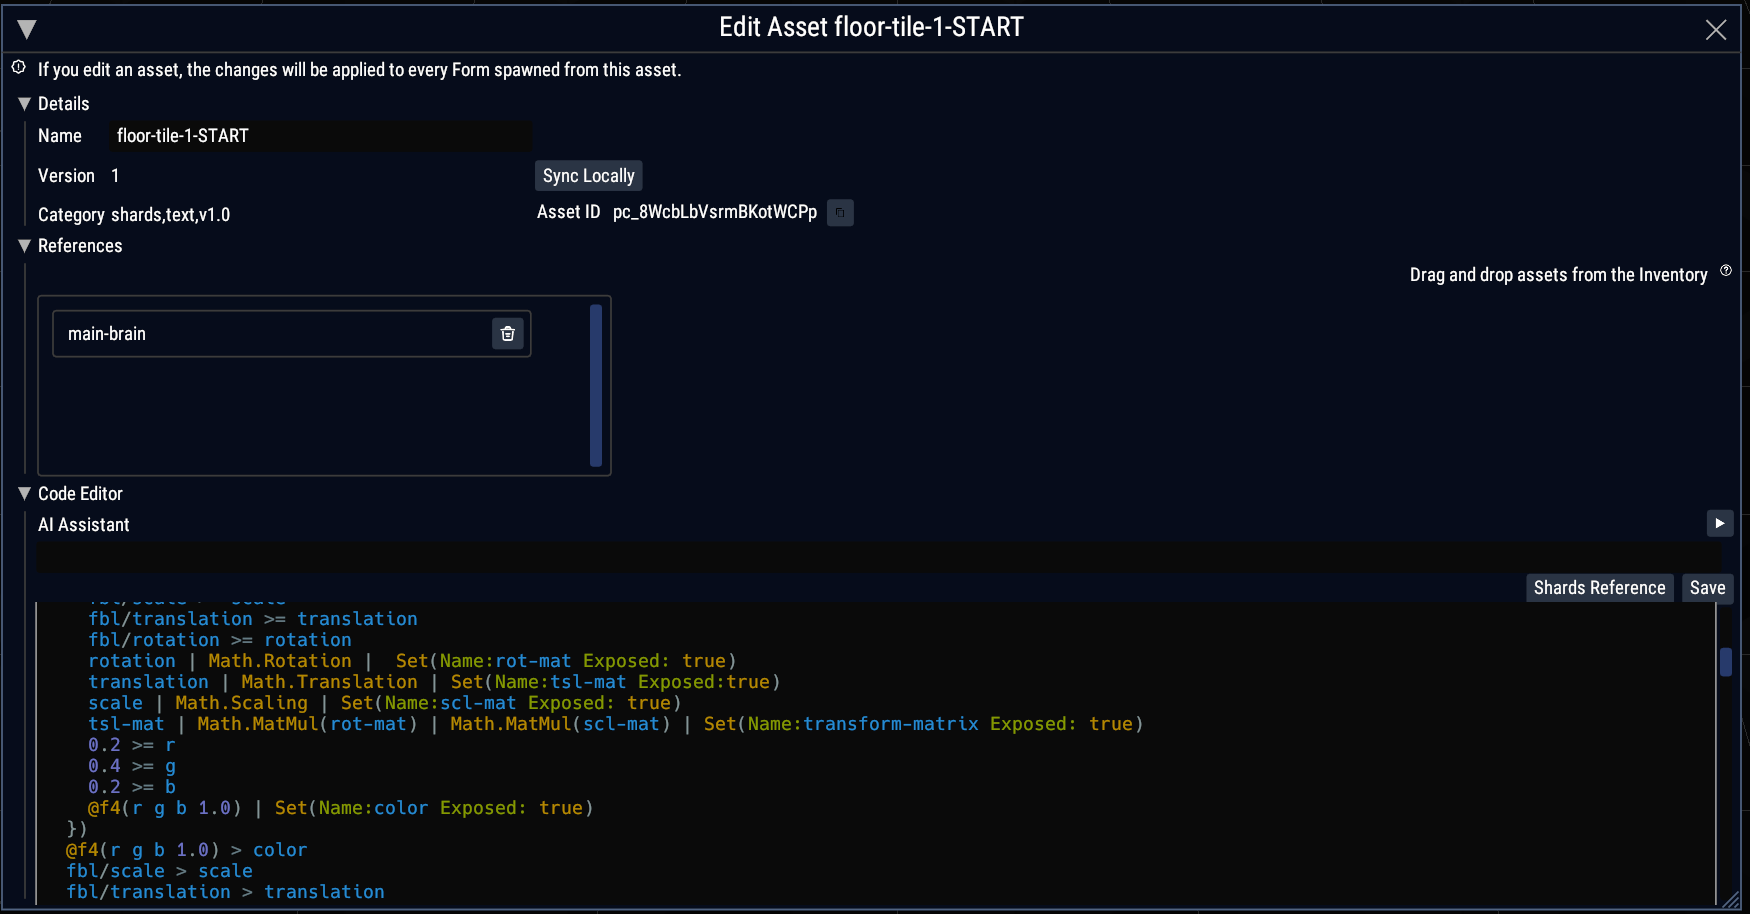 Edit Asset floor-tile-1-START
If you edit an asset, the changes will be applied to every Form spawned from this asset.
Details
Name floor-tile-1-START
Version 1 Sync Locally
Category shards,text,v1.0 Asset ID pc_8WcbLbVsrmBKotWCPp
References
Drag and drop assets from the Inventory
main-brain
Code Editor
AI Assistant
Shards Reference Save
fbl/translation >= translation
fbl/rotation >= rotation
rotation | Math.Rotation |  Set(Name:rot-mat Exposed: true)
translation | Math.Translation | Set(Name:tsl-mat Exposed:true)
scale | Math.Scaling | Set(Name:scl-mat Exposed: true)
tsl-mat | Math.MatMul(rot-mat) | Math.MatMul(scl-mat) | Set(Name:transform-matrix Exposed: true)
0.2 >= r
0.4 >= g
0.2 >= b
@f4(r g b 1.0) | Set(Name:color Exposed: true)
})
@f4(r g b 1.0) > color
fbl/scale > scale
fbl/translation > translation